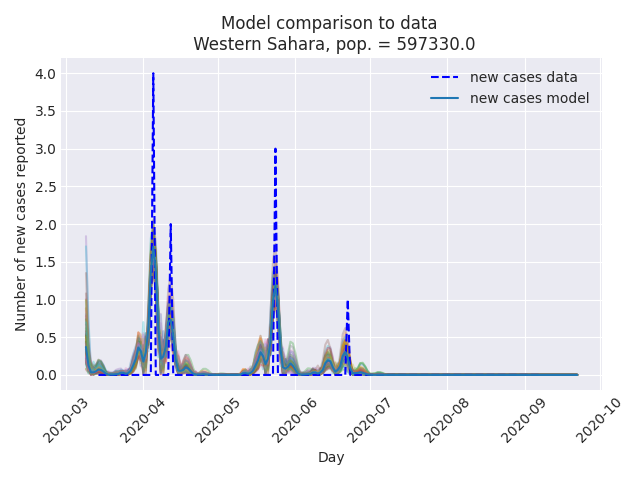 Model comparison to data
Western Sahara, pop. = 597330.0
new cases data
new cases model
Number of new cases reported
4.0
3.5
3.0
2.5
2.0
1.5
1.0
0.5
0.0
2020-03
2020-04
2020-05
2020-06
2020-07
2020-08
2020-09
2020-10
Day